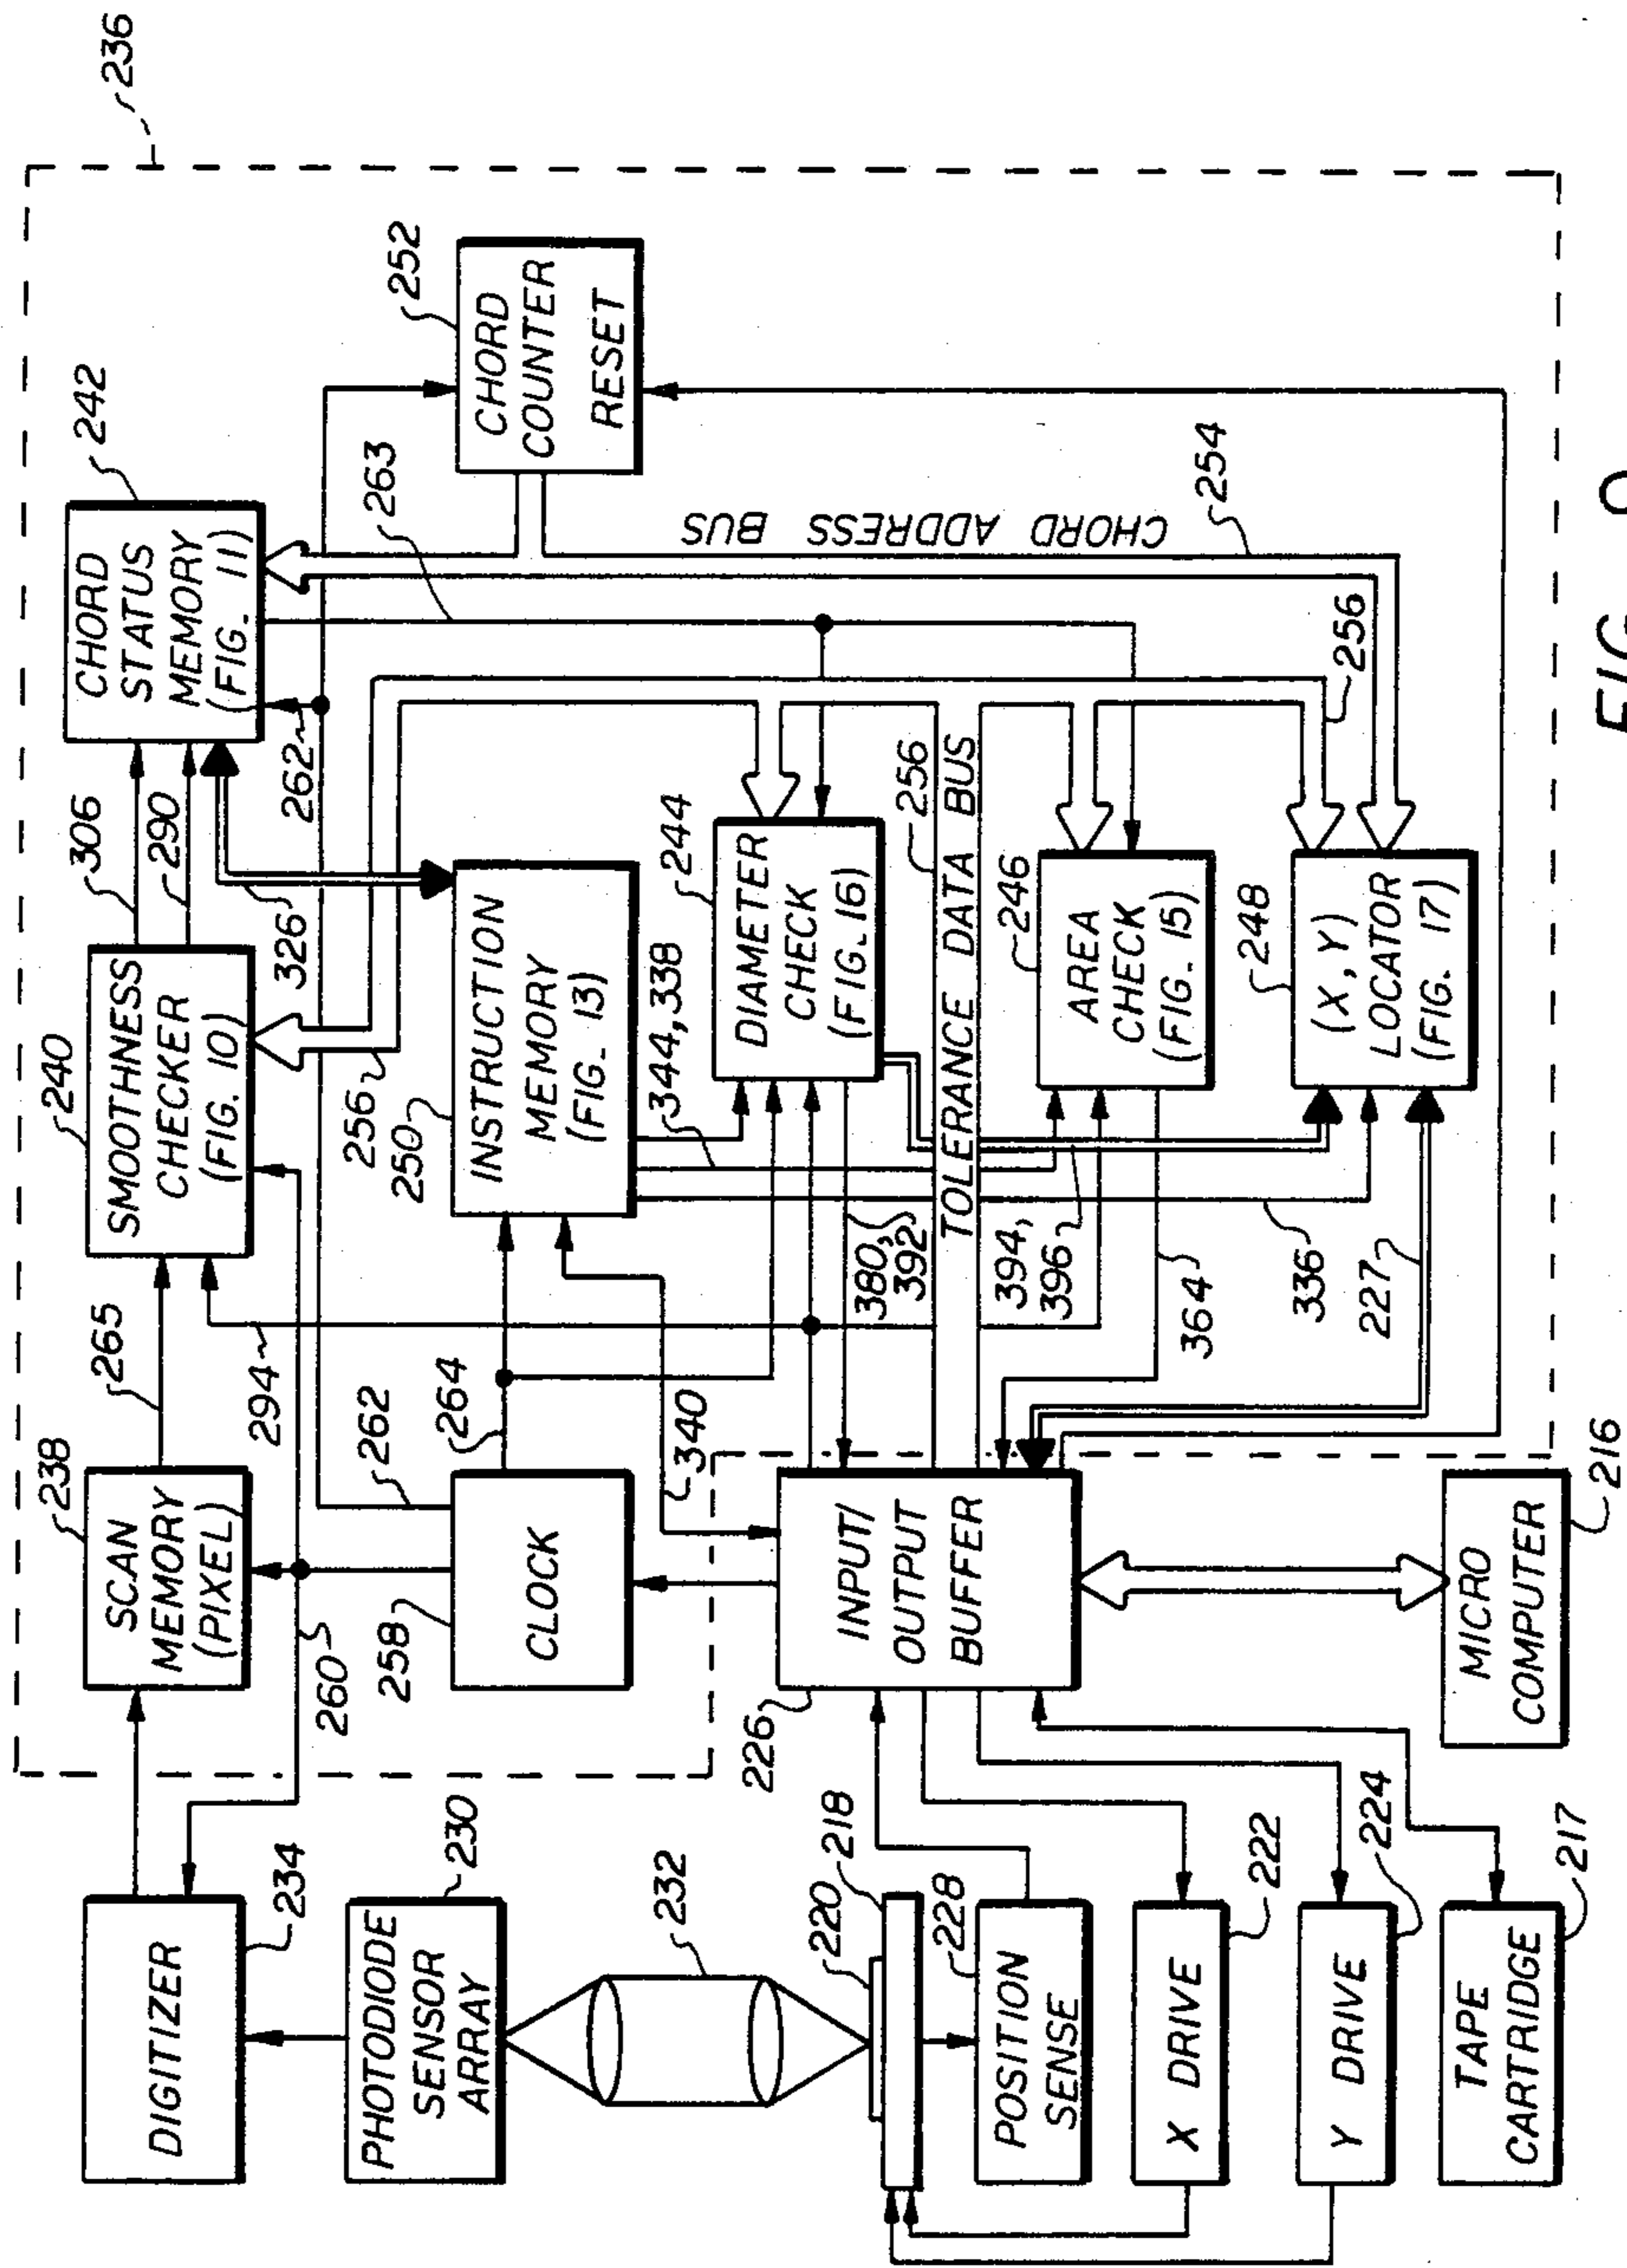 236
DIGITIZER
234
PHOTODIODE
SENSOR
ARRAY
230
232
220
218
228
POSITION
SENSE
X DRIVE
222
Y DRIVE
224
TAPE
CARTRIDGE
217
238
SCAN
MEMORY
(PIXEL)
260
265
294
262
258
CLOCK
264
340
226
INPUT/
OUTPUT
BUFFER
MICRO
COMPUTER
216
240
SMOOTHNESS
CHECKER
(FIG. 10)
306
290
326
262
256
250
INSTRUCTION
MEMORY
(FIG. 13)
344, 338
244
DIAMETER
CHECK
(FIG. 16)
380,
392
256
TOLERANCE DATA BUS
394,
396
364
246
AREA
CHECK
(FIG. 15)
336
227
248
(X, Y)
LOCATOR
(FIG. 17)
256
242
CHORD
STATUS
MEMORY
(FIG. 11)
263
252
CHORD
COUNTER
RESET
CHORD ADDRESS BUS
254